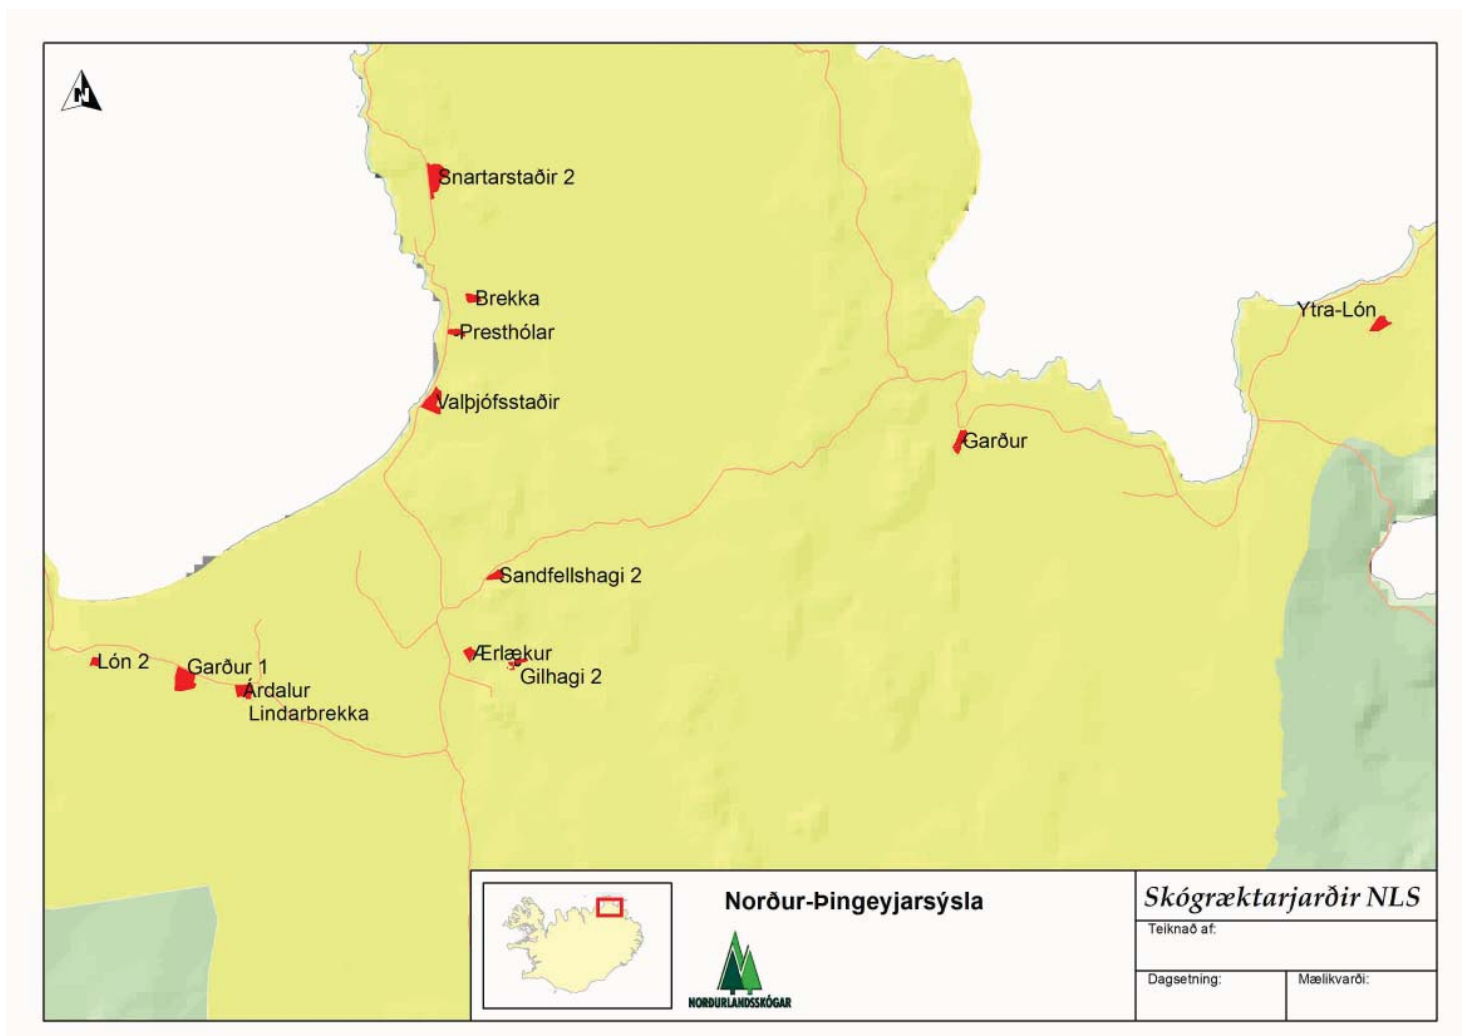 N
Snartarstaðir 2
Brekka
Presthólar
Ytra-Lón
Valþjófsstaðir
Garður
Sandfellshagi 2
Ærlækur
Lón 2
Garður 1
Gilhagi 2
Árdalur
Lindarbrekka
Norður-Þingeyjarsýsla
NORÐURLANDSSKÓGAR
Skógræktarjarðir NLS
Teiknað af:
Dagsetning:
Mælikvarði: